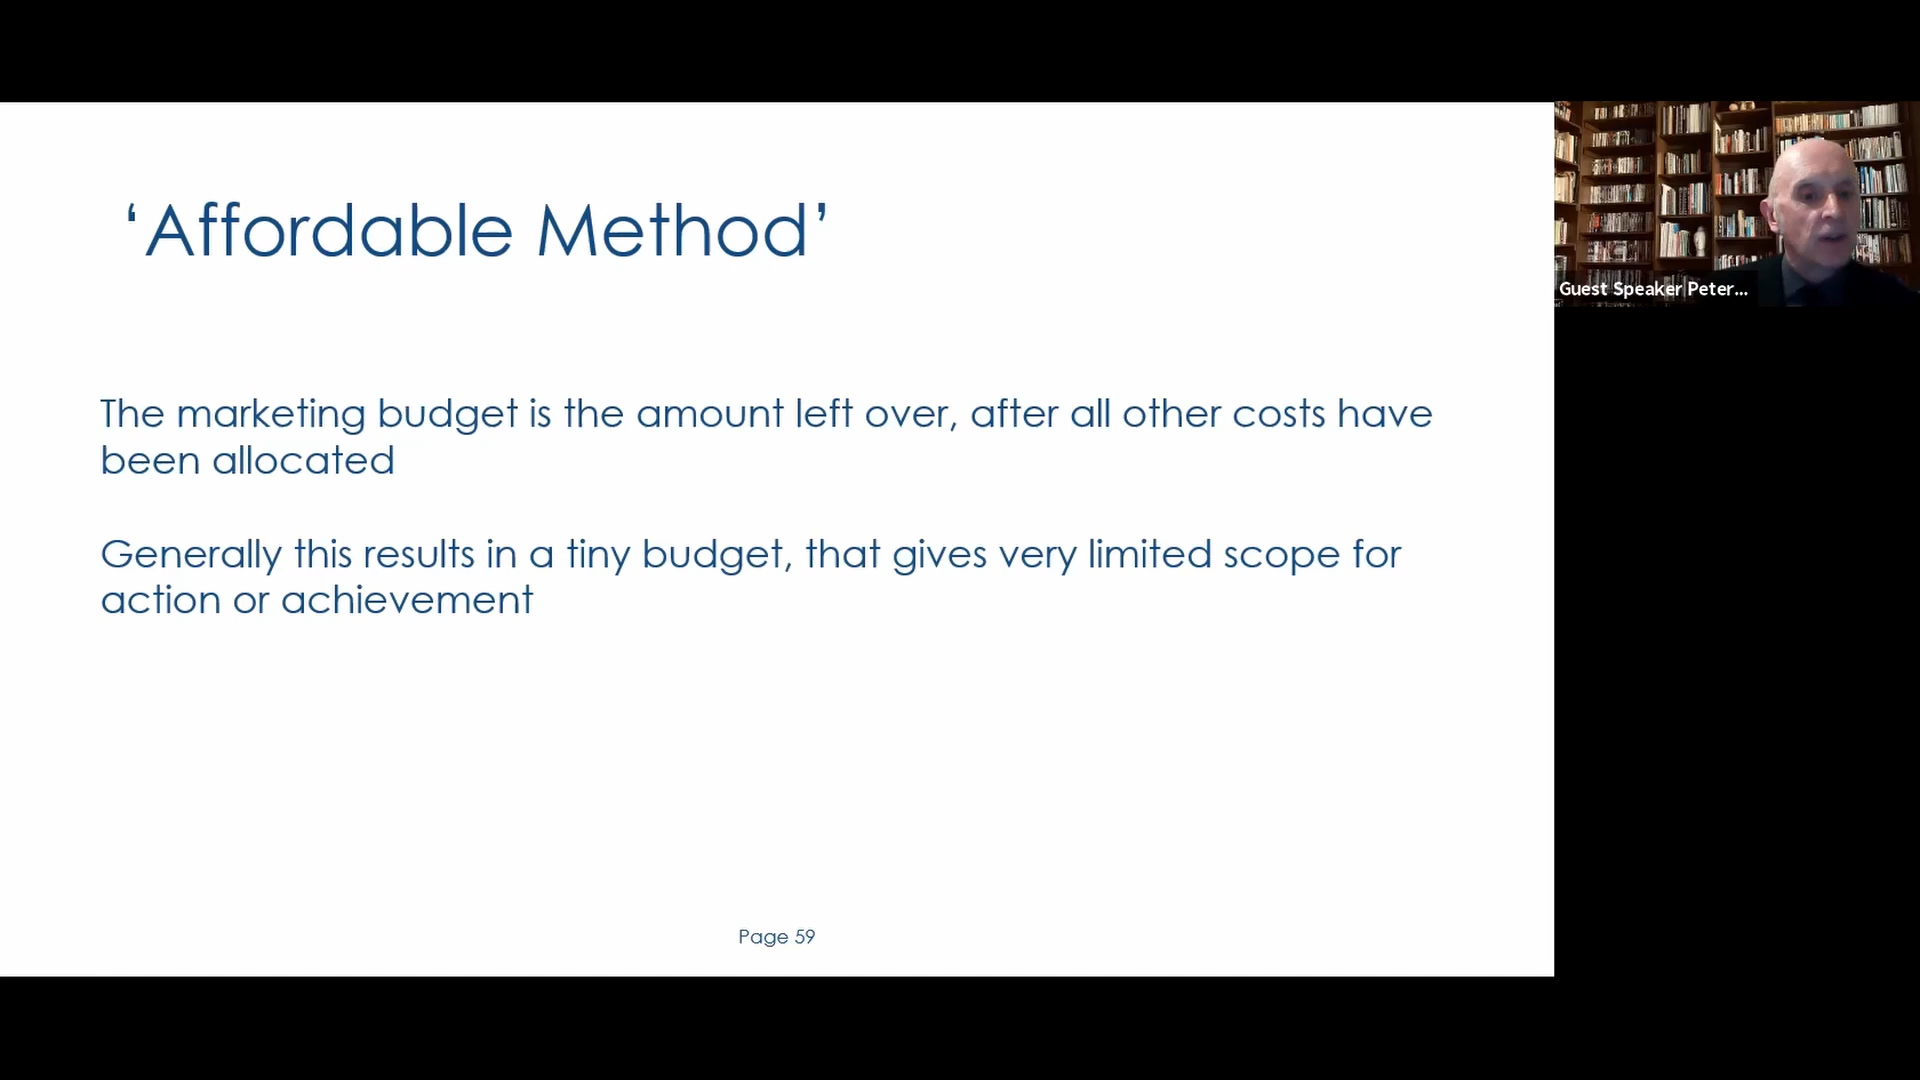 ‘Affordable Method’
The marketing budget is the amount left over, after all other costs have
been allocated
Generally this results in a tiny budget, that gives very limited scope for
action or achievement
Page 59
Guest Speaker Peter...